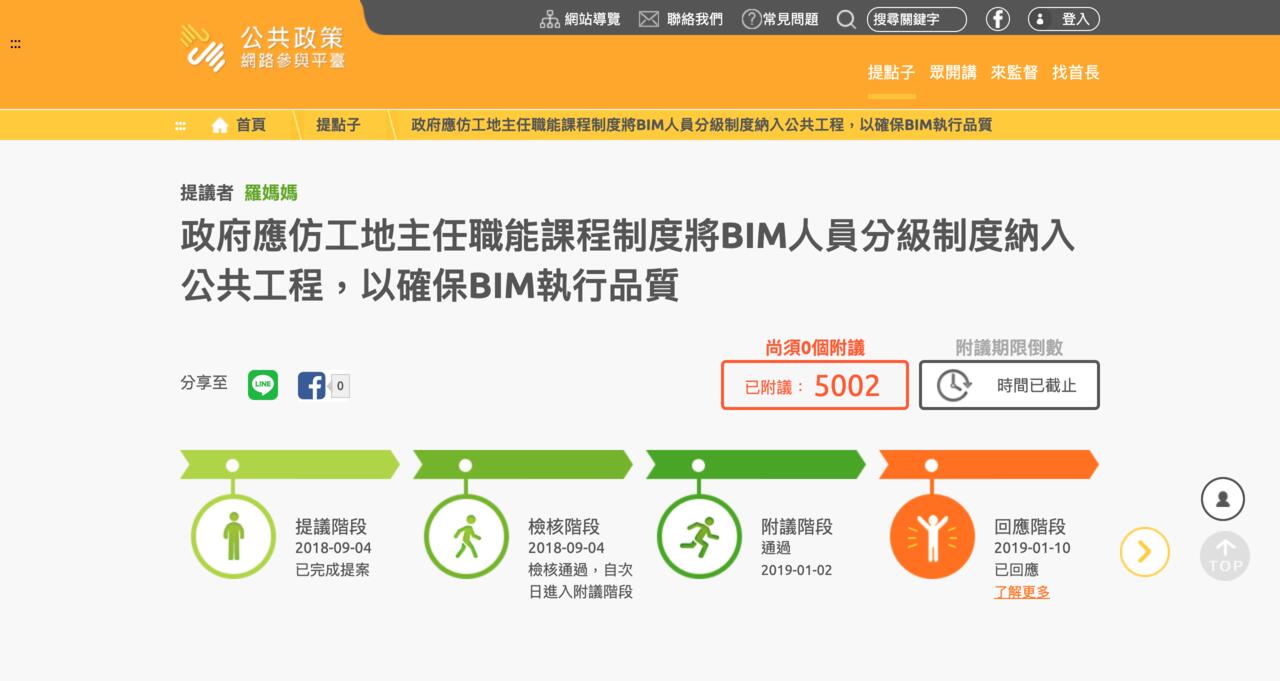 網站導覽
聯絡我們
常見問題
搜尋關鍵字
登入
公共政策
網路參與平臺
提點子
眾開講
來監督
找首長
首頁
提點子
政府應仿工地主任職能課程制度將BIM人員分級制度納入公共工程，以確保BIM執行品質
提議者 羅媽媽
政府應仿工地主任職能課程制度將BIM人員分級制度納入
公共工程，以確保BIM執行品質
分享至
LINE
0
尚須0個附議
已附議： 5002
附議期限倒數
時間已截止
提議階段
2018-09-04
已完成提案
檢核階段
2018-09-04
檢核通過，自次
日進入附議階段
附議階段
通過
2019-01-02
回應階段
2019-01-10
已回應
了解更多
TOP